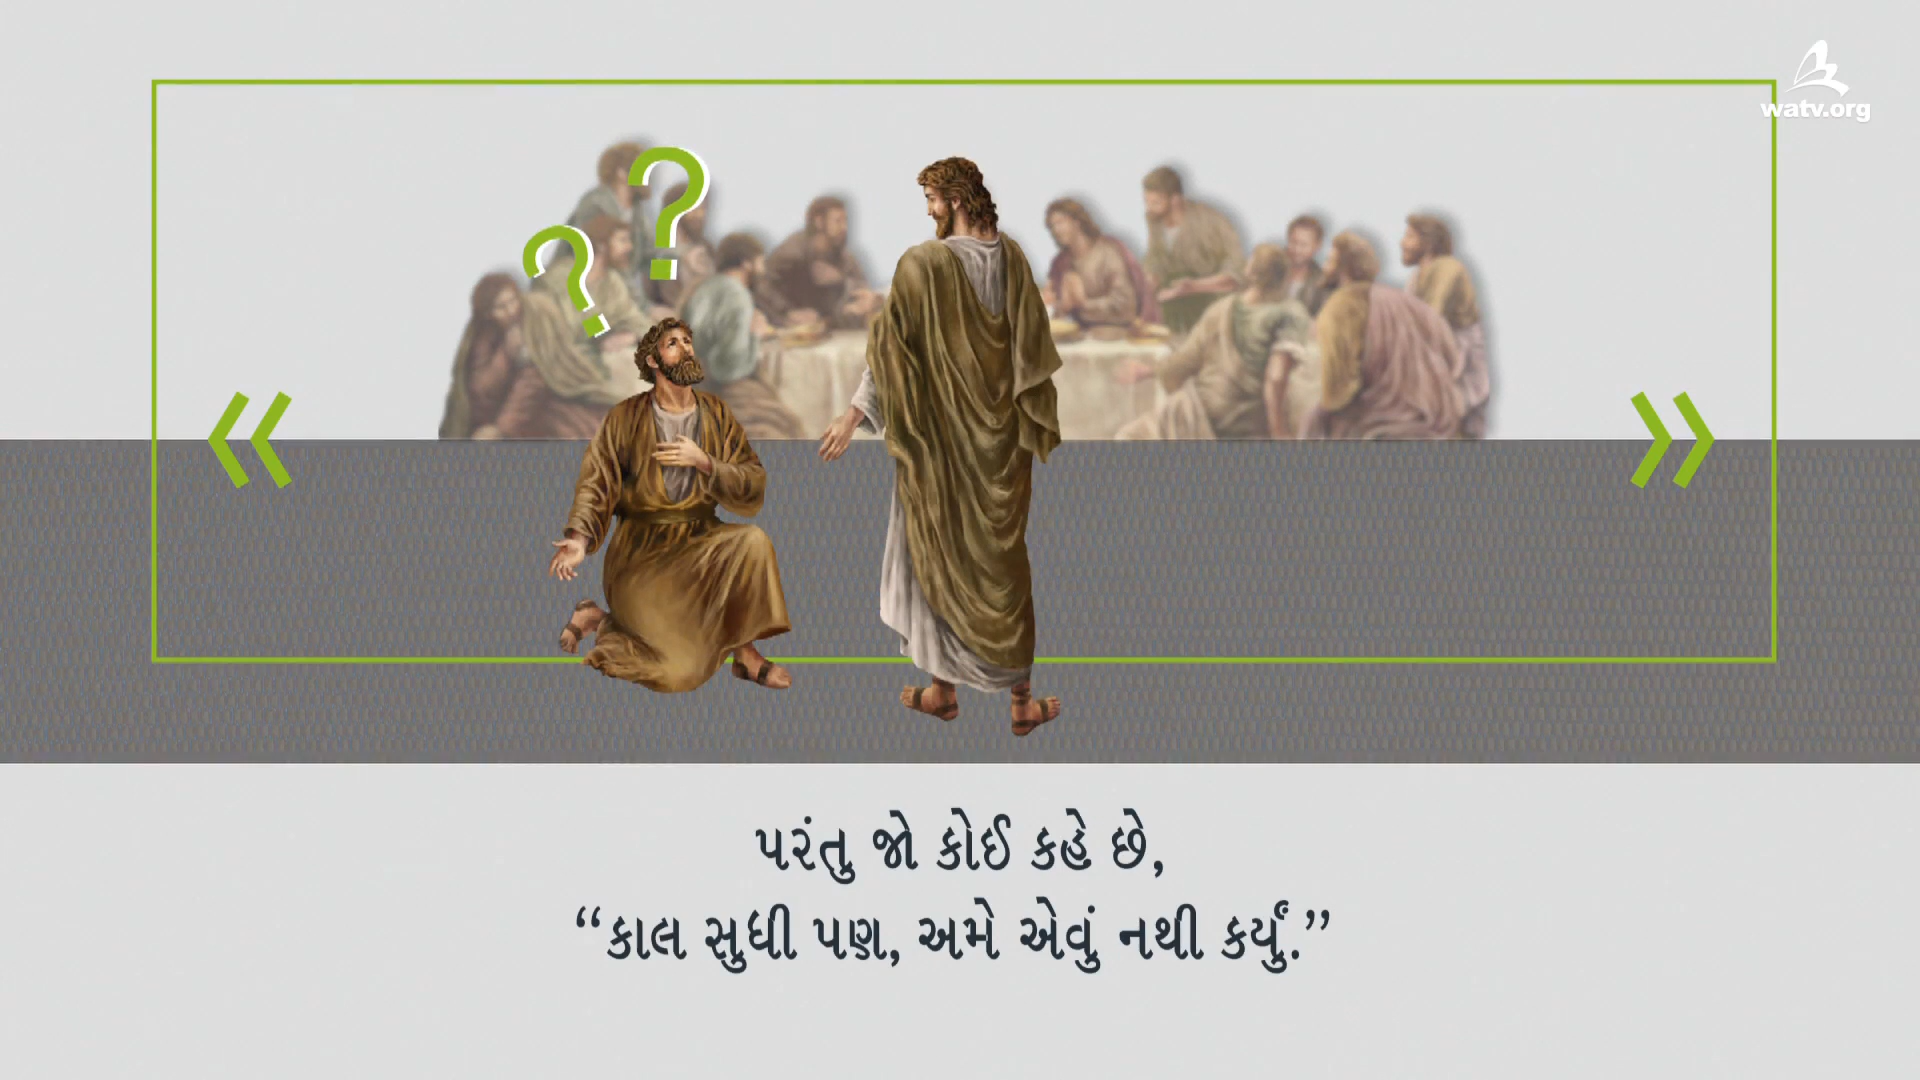 watv.org
?
?
પરંતુ જો કોઈ કહે છે,
“કાલ સુધી પણ, અમે એવું નથી કર્યું.”